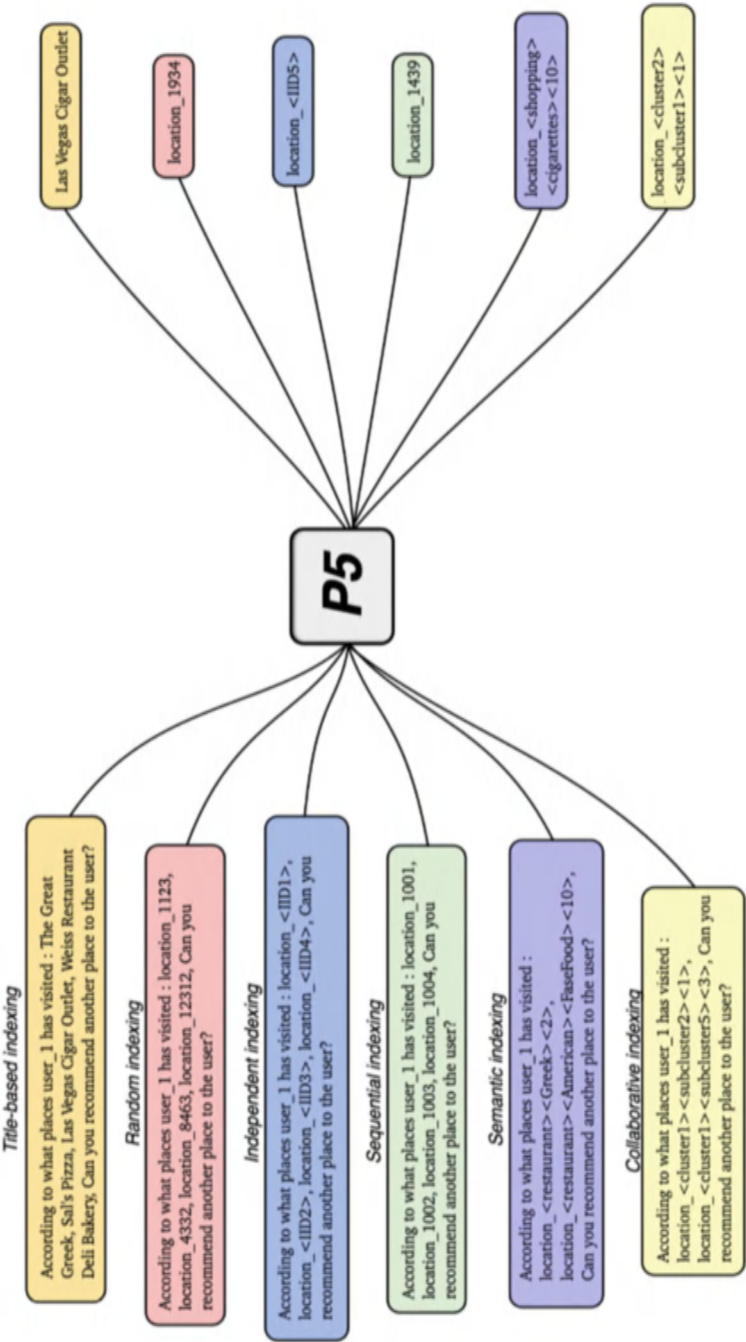 Title-based indexing
According to what places user_1 has visited : The Great
Greek, Sal's Pizza, Las Vegas Cigar Outlet, Weiss Restaurant
Deli Bakery, Can you recommend another place to the user?
Random indexing
According to what places user_1 has visited : location_1123,
location_4332, location_8463, location_12312, Can you
recommend another place to the user?
Independent indexing
According to what places user_1 has visited : location_<IID1>,
location_<IID2>, location_<IID3>, location_<IID4>, Can you
recommend another place to the user?
Sequential indexing
According to what places user_1 has visited : location_1001,
location_1002, location_1003, location_1004, Can you
recommend another place to the user?
Semantic indexing
According to what places user_1 has visited :
location_<restaurant><Greek><2>,
location_<restaurant><American><FaseFood><10>,
Can you recommend another place to the user?
Collaborative indexing
According to what places user_1 has visited :
location_<cluster1><subcluster2><1>,
location_<cluster1><subcluster5><3>, Can you
recommend another place to the user?
P5
Las Vegas Cigar Outlet
location_1934
location_<IID5>
location_1439
location_<shopping>
<cigarettes><10>
location_<cluster2>
<subcluster1><1>